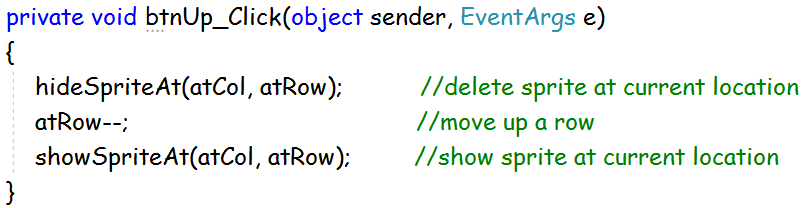 private void btnUp_Click(object sender, EventArgs e)
{
hideSpriteAt(atCol, atRow); //delete sprite at current location
atRow--; //move up a row
showSpriteAt(atCol, atRow); //show sprite at current location
}